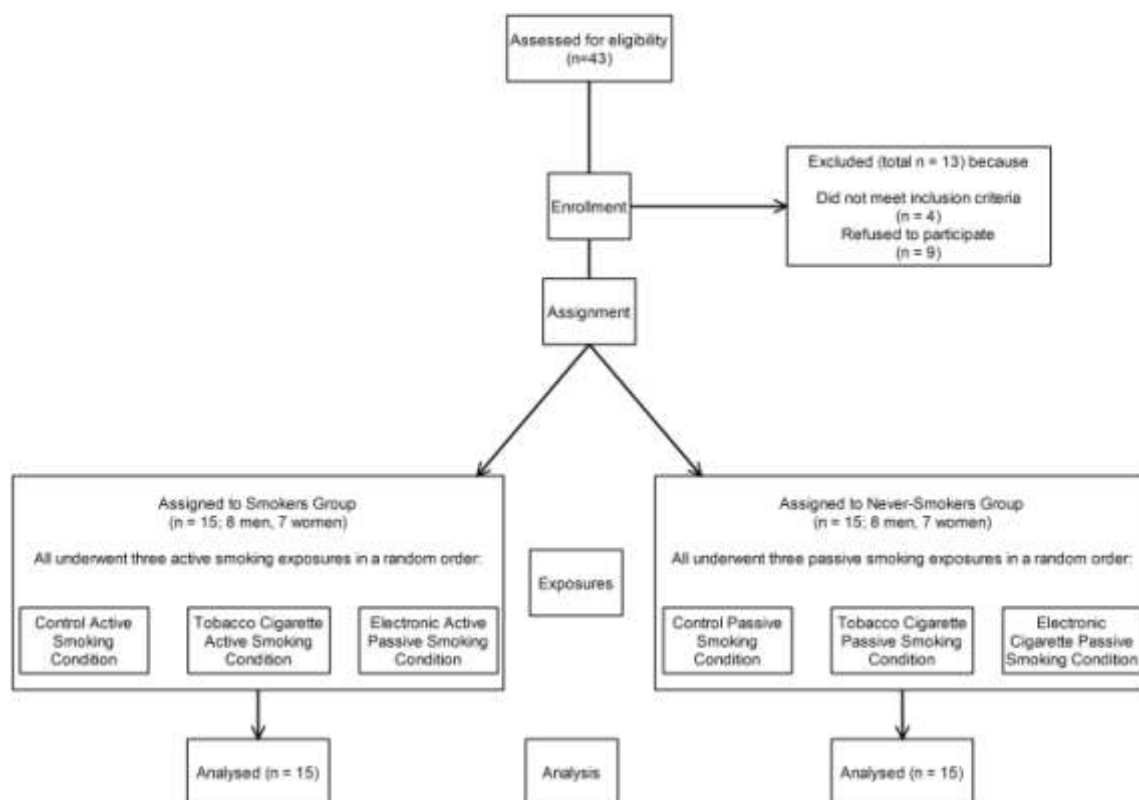 Assessed for eligibility
(n=43)
Excluded (total n = 13) because
Did not meet inclusion criteria
(n = 4)
Refused to participate
(n = 9)
Enrollment
Assignment
Assigned to Smokers Group
(n = 15; 8 men, 7 women)
All underwent three active smoking exposures in a random order:
Control Active
Smoking
Condition
Tobacco Cigarette
Active Smoking
Condition
Electronic Active
Passive Smoking
Condition
Exposures
Assigned to Never-Smokers Group
(n = 15; 8 men, 7 women)
All underwent three passive smoking exposures in a random order:
Control Passive
Smoking
Condition
Tobacco Cigarette
Passive Smoking
Condition
Electronic
Cigarette Passive
Smoking Condition
Analysed (n = 15)
Analysis
Analysed (n = 15)